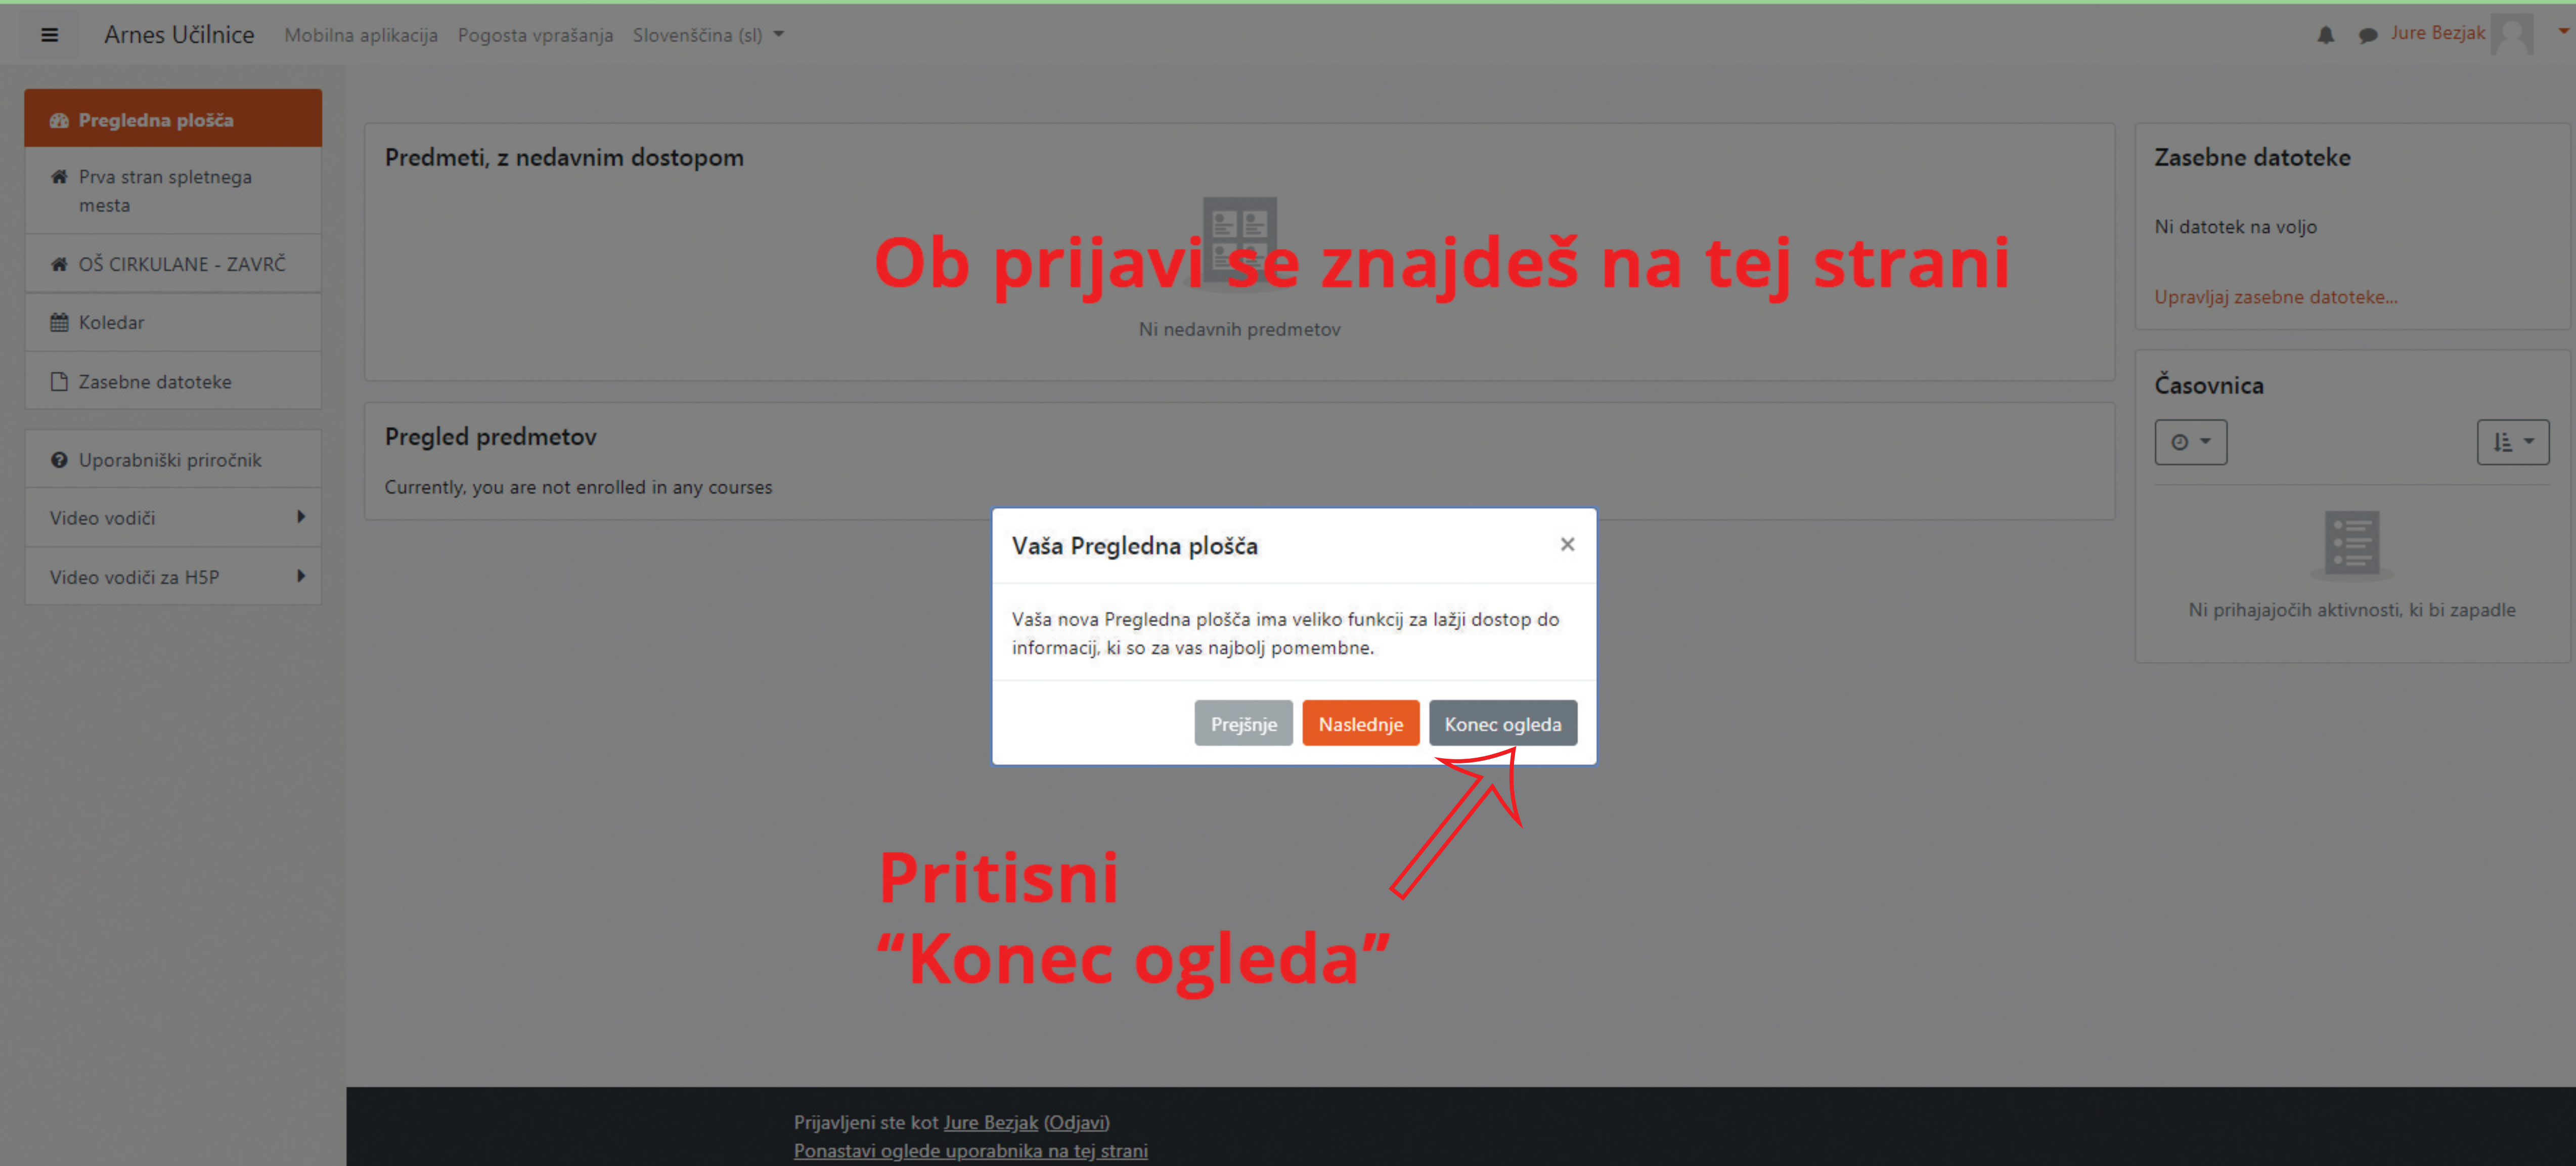 Arnes Učilnice Mobilna aplikacija Pogosta vprašanja Slovenščina (sl)
Jure Bezjak
Pregledna plošča
Prva stran spletnega
mesta
OŠ CIRKULANE - ZAVRČ
Koledar
Zasebne datoteke
Uporabniški priročnik
Video vodiči
Video vodiči za H5P
Predmeti, z nedavnim dostopom
Ob prijavi se znajdeš na tej strani
Ni nedavnih predmetov
Pregled predmetov
Currently, you are not enrolled in any courses
Zasebne datoteke
Ni datotek na voljo
Upravljaj zasebne datoteke...
Časovnica
Ni prihajajočih aktivnosti, ki bi zapadle
Vaša Pregledna plošča ×
Vaša nova Pregledna plošča ima veliko funkcij za lažji dostop do
informacij, ki so za vas najbolj pomembne.
Prejšnje Naslednje Konec ogleda
Pritisni
“Konec ogleda”
Prijavljeni ste kot Jure Bezjak (Odjavi)
Ponastavi oglede uporabnika na tej strani